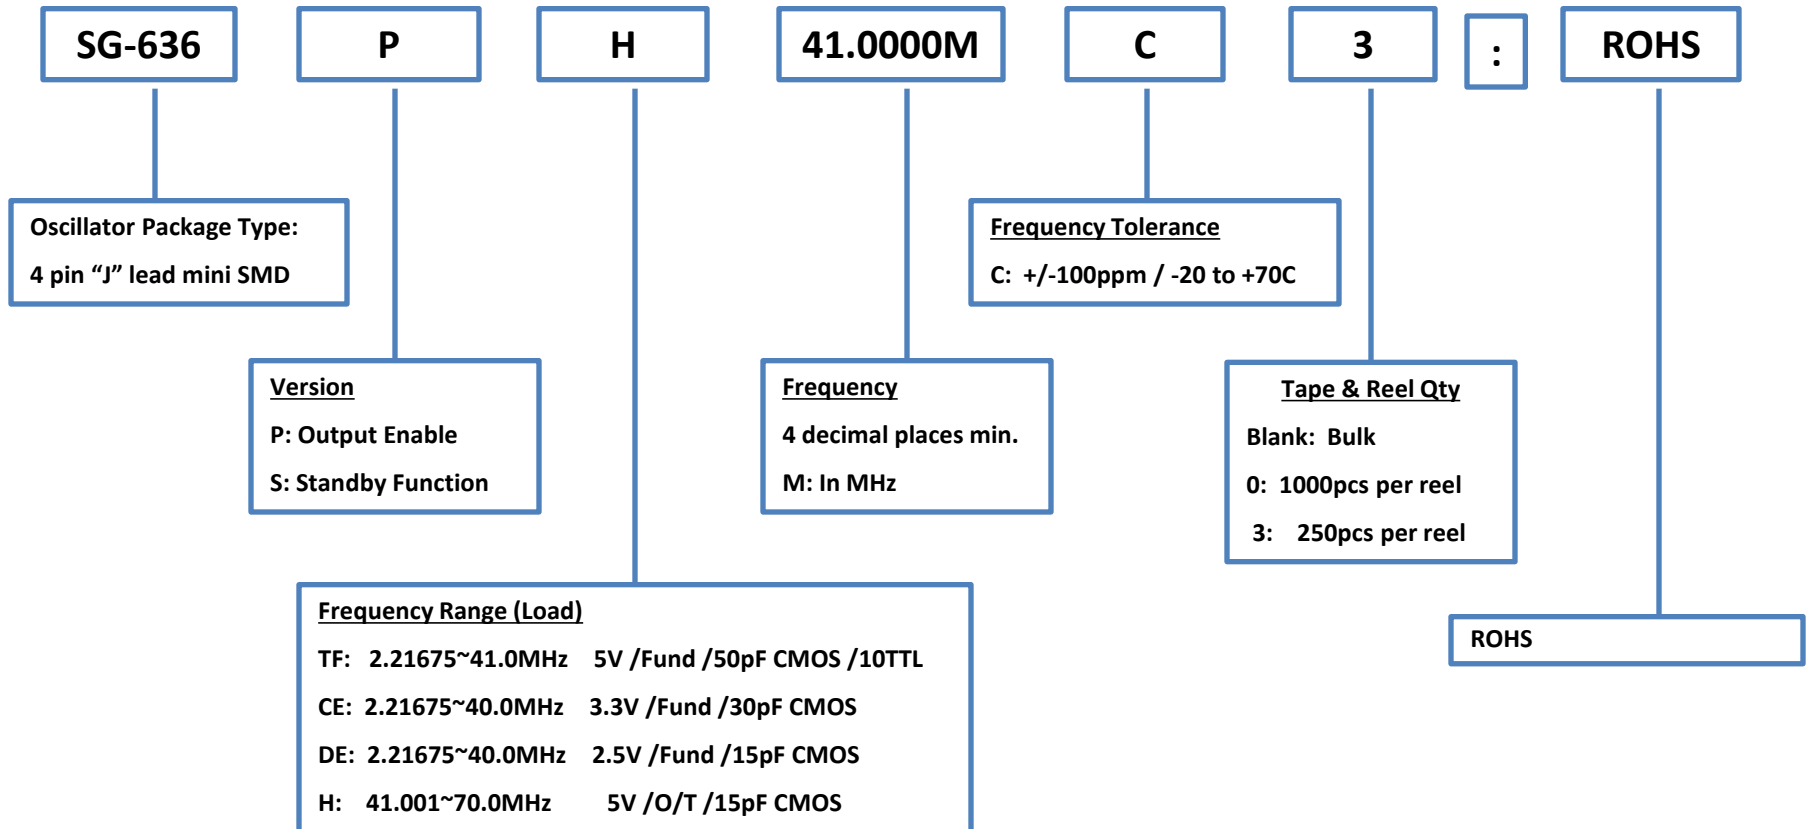 SG-636 P H 41.0000M C 3 : ROHS
Oscillator Package Type:
4 pin “J” lead mini SMD
Frequency Tolerance
C: +/-100ppm / -20 to +70C
Version
P: Output Enable
S: Standby Function
Frequency
4 decimal places min.
M: In MHz
Tape & Reel Qty
Blank: Bulk
0: 1000pcs per reel
3: 250pcs per reel
Frequency Range (Load)
TF: 2.21675~41.0MHz 5V /Fund /50pF CMOS /10TTL
CE: 2.21675~40.0MHz 3.3V /Fund /30pF CMOS
DE: 2.21675~40.0MHz 2.5V /Fund /15pF CMOS
H: 41.001~70.0MHz 5V /O/T /15pF CMOS
ROHS